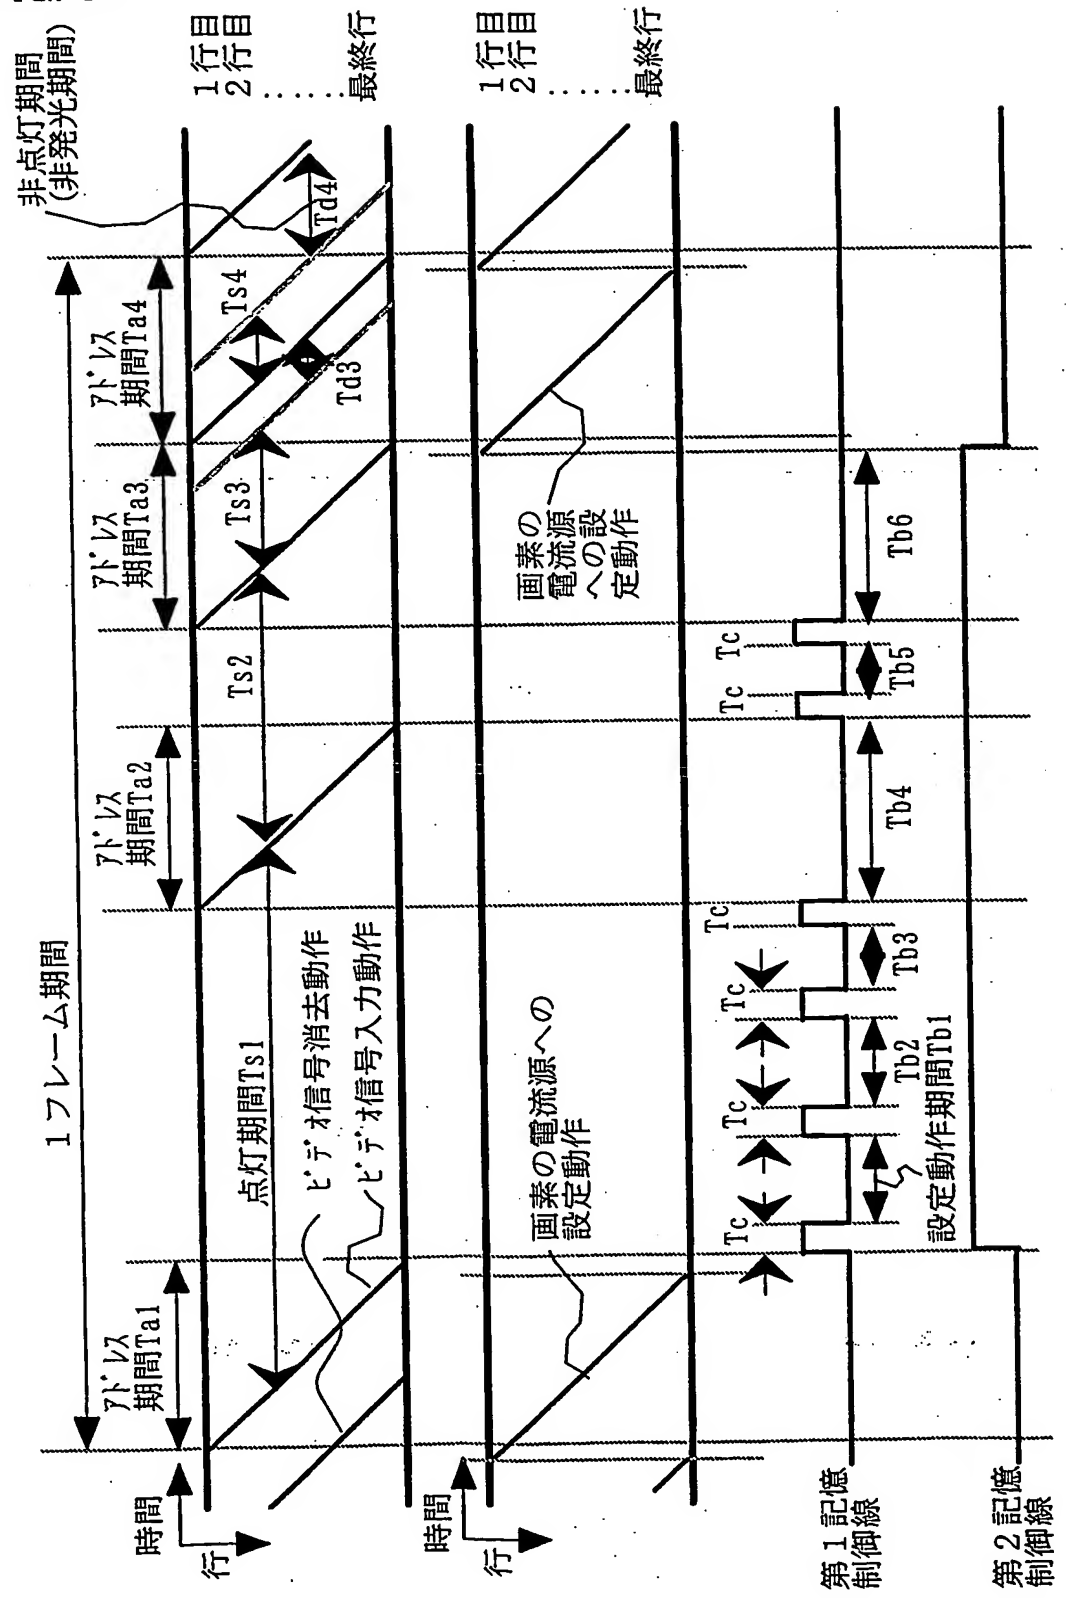 1フレーム期間
アドレス
期間Ta1
アドレス
期間Ta2
アドレス
期間Ta3
アドレス
期間Ta4
非点灯期間
(非発光期間)
時間
行
点灯期間Ts1
Ts2
Ts3
Ts4
Td3
Td4
ビデオ信号消去動作
ビデオ信号入力動作
1行目
2行目
......
最終行
時間
行
画素の電流源への
設定動作
画素の
電流源
への設
定動作
1行目
2行目
......
最終行
第1記憶
制御線
Tc
Tc
Tc
Tc
Tc
Tc
設定動作期間Tb1
Tb2
Tb3
Tb4
Tb5
Tb6
第2記憶
制御線